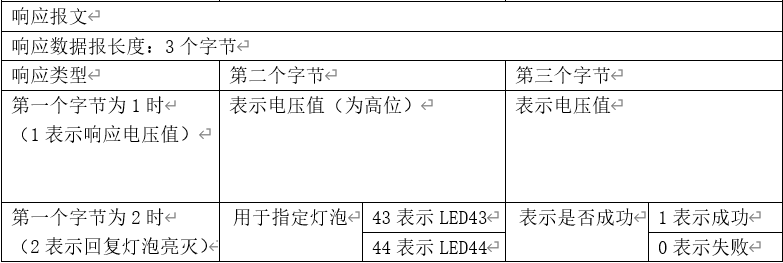 响应报文
响应数据报长度：3 个字节
响应类型 第二个字节 第三个字节
第一个字节为 1 时
（1 表示响应电压值）
表示电压值（为高位）
表示电压值
第一个字节为 2 时
（2 表示回复灯泡亮灭）
用于指定灯泡
43 表示 LED43
44 表示 LED44
表示是否成功
1 表示成功
0 表示失败